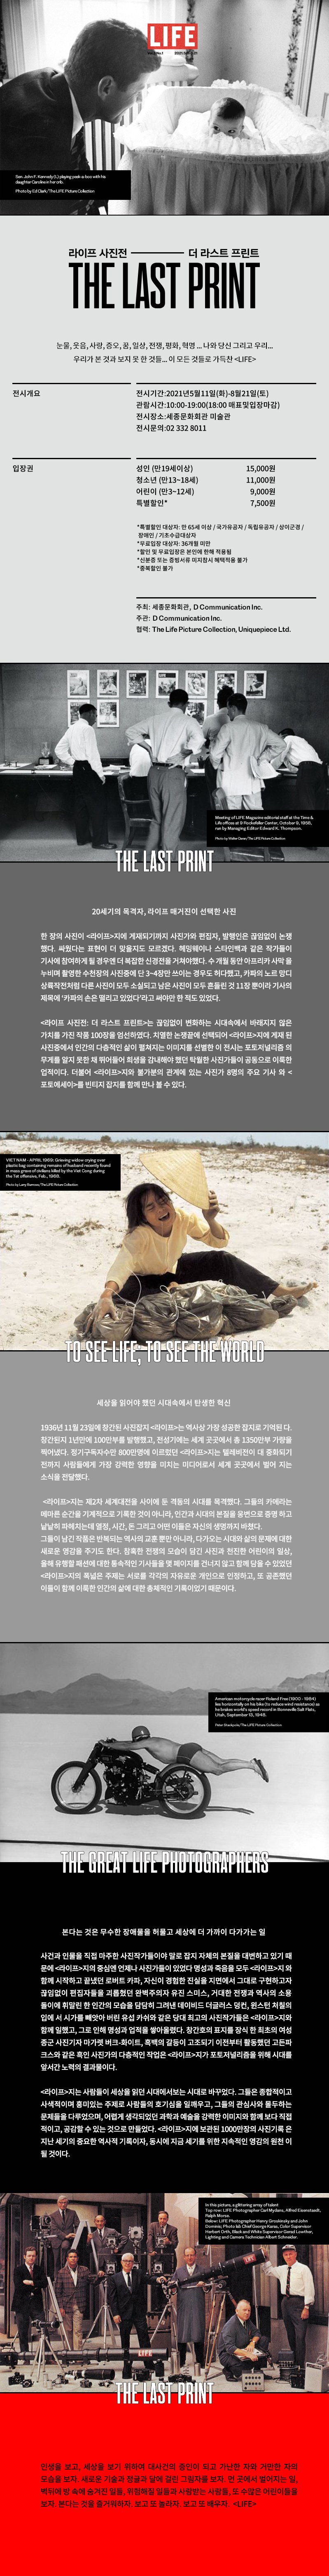 LIFE
Sen. John F. Kennedy (L) playing peek-a-boo with his
daughter Caroline in her crib.
Photo by Ed Clark/The LIFE Picture Collection
라이프 사진전 더 라스트 프린트
THE LAST PRINT
눈물, 웃음, 사랑, 증오, 꿈, 일상, 전쟁, 평화, 혁명 ... 나와 당신 그리고 우리...
우리가 본 것과 보지 못 한 것들... 이 모든 것들로 가득찬 <LIFE>
전시개요
전시기간:2021년5월11일(화)-8월21일(토)
관람시간:10:00-19:00(18:00 매표및입장마감)
전시장소:세종문화회관 미술관
전시문의:02 332 8011
입장권
성인 (만19세이상) 15,000원
청소년 (만13~18세) 11,000원
어린이 (만3~12세) 9,000원
특별할인* 7,500원
*특별할인 대상자: 만 65세 이상 / 국가유공자 / 독립유공자 / 상이군경 /
장애인 / 기초수급대상자
*무료입장 대상자: 36개월 미만
*할인 및 무료입장은 본인에 한해 적용됨
*신분증 또는 증빙서류 미지참시 혜택적용 불가
*중복할인 불가
주최: 세종문화회관, D Communication Inc.
주관: D Communication Inc.
협력: The Life Picture Collection, Uniquepiece Ltd.
Meeting of LIFE Magazine editorial staff at the Time &
Life offices at 9 Rockefeller Center, October 9, 1956,
run by Managing Editor Edward K. Thompson.
THE LAST PRINT
20세기의 목격자, 라이프 매거진이 선택한 사진
한 장의 사진이 <라이프>지에 게재되기까지 사진가와 편집자, 발행인은 끊임없이 논쟁
했다. 싸웠다는 표현이 더 맞을지도 모르겠다. 헤밍웨이나 스타인벡과 같은 작가들이
기사에 참여하게 될 경우엔 더 복잡한 신경전을 거쳐야했다. 수 개월 동안 아프리카 사막 을
누비며 촬영한 수천장의 사진중에 단 3~4장만 쓰이는 경우도 허다했고, 카파의 노르 망디
상륙작전처럼 다른 사진이 모두 소실되고 남은 사진이 모두 흔들린 것 11장 뿐이라 기사의
제목에 '카파의 손은 떨리고 있었다'라고 써야만 한 적도 있었다.
<라이프 사진전: 더 라스트 프린트>는 끊임없이 변화하는 시대속에서 바래지지 않은
가치를 가진 작품 100장을 엄선하였다. 치열한 논쟁끝에 선택되어 <라이프>지에 게재 된
사진중에서 인간의 다층적인 삶이 펼쳐지는 이미지를 선별한 이 전시는 포토저널리즘 의
무게를 알지 못한 채 뛰어들어 희생을 감내해야 했던 탁월한 사진가들이 공동으로 이룩한
업적이다. 더불어 <라이프>지와 불가분의 관계에 있는 사진가 8명의 주요 기사 와 <
포토에세이>를 빈티지 잡지를 함께 만나 볼 수 있다.
VIETNAM - APRIL 1969: Grieving widow crying over
plastic bag containing remains of husband recently found
in mass grave of civilians killed by the Viet Cong during
the Tet offensive, Feb., 1968.
Photo by Larry Burrows/The LIFE Picture Collection
TO SEE LIFE; TO SEE THE WORLD
세상을 읽어야 했던 시대속에서 탄생한 혁신
1936년 11월 23일에 창간된 사진잡지 <라이프>는 역사상 가장 성공한 잡지로 기억된 다.
창간된지 1년만에 100만부를 발행했고, 전성기에는 세계 곳곳에서 총 1350만부 가량을
찍어냈다. 정기구독자수만 800만명에 이르렀던 <라이프>지는 텔레비전이 대 중화되기
전까지 사람들에게 가장 강력한 영향을 미치는 미디어로서 세계 곳곳에서 벌어 지는
소식을 전달했다.
<라이프>지는 제2차 세계대전을 사이에 둔 격동의 시대를 목격했다. 그들의 카메라는
메마른 순간을 기계적으로 기록한 것이 아니라, 인간과 시대의 본질을 웅변으로 증명 하고
낱낱히 파헤치는데 열정, 시간, 돈 그리고 어떤 이들은 자신의 생명까지 바쳤다.
그들이 남긴 작품은 반복되는 역사의 교훈 뿐만 아니라, 다가오는 시대와 삶의 문제에 대한
새로운 영감을 주기도 한다. 참혹한 전쟁의 모습이 담긴 사진과 천진한 어린이의 일상,
올해 유행할 패션에 대한 통속적인 기사들을 몇 페이지를 건너지 않고 함께 담을 수 있었던
<라이프>지의 폭넓은 주제는 서로를 각각의 자유로운 개인으로 인정하고, 또 공존했던
이들이 함께 이룩한 인간의 삶에 대한 총체적인 기록이었기 때문이다.
American motorcycle racer Roland Free (1900 - 1984)
lies horizontally on his bike (to reduce wind resistance) as
he brakes world's speed record in Bonneville Salt Flats,
Utah, September 13, 1948.
Peter Stackpole/The LIFE Picture Collection
THE GREAT LIFE PHOTOGRAPHERS
본다는 것은 무수한 장애물을 허물고 세상에 더 가까이 다가가는 일
사건과 인물을 직접 마주한 사진작가들이야 말로 잡지 자체의 본질을 대변하고 있기 때
문에 <라이프>지의 중심엔 언제나 사진가들이 있었다 명성과 죽음을 모두 <라이프>지 와
함께 시작하고 끝냈던 로버트 카파, 자신이 경험한 진실을 지면에서 그대로 구현하고자
끊임없이 편집자들을 괴롭혔던 완벽주의자 유진 스미스, 거대한 전쟁과 역사의 소용
돌이에 휘말린 한 인간의 모습을 담담히 그려낸 데이비드 더글러스 덩컨, 윈스턴 처칠의
입에 서 시가를 빼앗아 버린 유섭 카쉬와 같은 당대 최고의 사진작가들은 <라이프>지와
함께 일했고, 그로 인해 명성과 업적을 쌓아올렸다. 창간호의 표지를 장식 한 최초의 여성
종군 사진기자 마가렛 버크-화이트, 흑백의 갈등이 고조되기 이전부터 활동했던 고든파
크스와 같은 흑인 사진가의 다층적인 작업은 <라이프>지가 포토저널리즘을 위해 시대를
앞서간 노력의 결과물이다.
<라이프>지는 사람들이 세상을 읽던 시대에서보는 시대로 바꾸었다. 그들은 종합적이고
사색적이며 흥미있는 주제로 사람들의 호기심을 일깨우고, 그들의 관심사와 몰두하는
문제들을 다루었으며, 어렵게 생각되었던 과학과 예술을 강력한 이미지와 함께 보다 직접
적이고, 공감할 수 있는 것으로 만들었다. <라이프>지에 보관된 1000만장의 사진기록 은
지난 세기의 중요한 역사적 기록이자, 동시에 지금 세기를 위한 지속적인 영감의 원천 이
될 것이다.
In this picture, a glittering array of talent
Top row: LIFE Photographer Carl Mydans, Alfred Eisenstaedt,
Ralph Morse.
Below: LIFE Photographer Henry Groskinsky and John
Dominis; Photo lab Chief George Karas, Color Supervisor
Herbert Orth, Black and White Supervisor Carmel Lowther,
Lighting and Camera Technician Albert Schneider.
LIFE
THE LAST PRINT
인생을 보고, 세상을 보기 위하여 대사건의 증인이 되고 가난한 자와 거만한 자의
모습을 보자. 새로운 기술과 정글과 달에 걸린 그림자를 보자. 먼 곳에서 벌어지는 일,
벽뒤에 방 속에 숨겨진 일들, 위험해질 일들과 사랑받는 사람들, 또 수많은 어린이들을
보자. 본다는 것을 즐거워하자. 보고 또 놀라자. 보고 또 배우자. <LIFE>